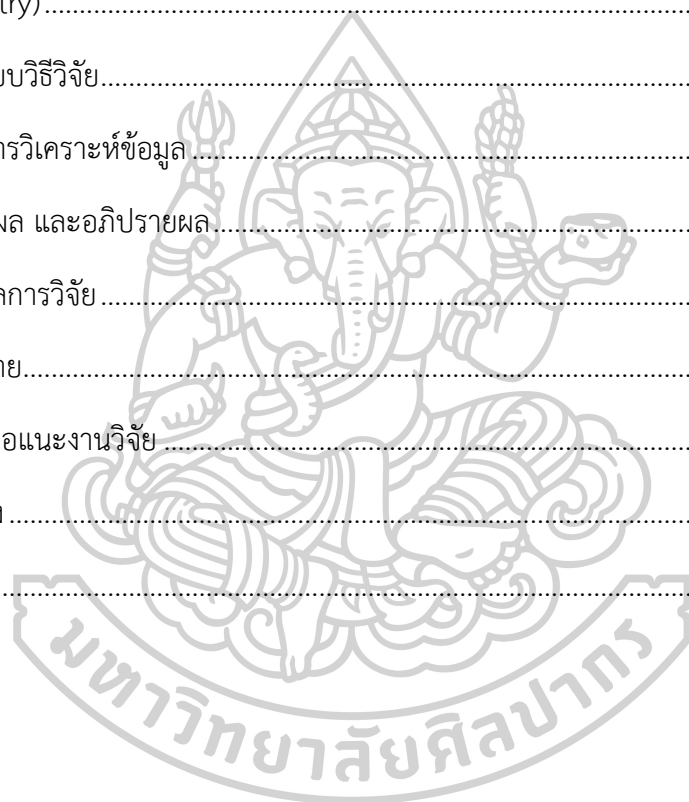 try)
บบวิธีวิจัย
ารวิเคราะห์ข้อมูล
ผล และอภิปรายผล
ลการวิจัย
าย
อแนะงานวิจัย
มหาวิทยาลัยศิลปากร